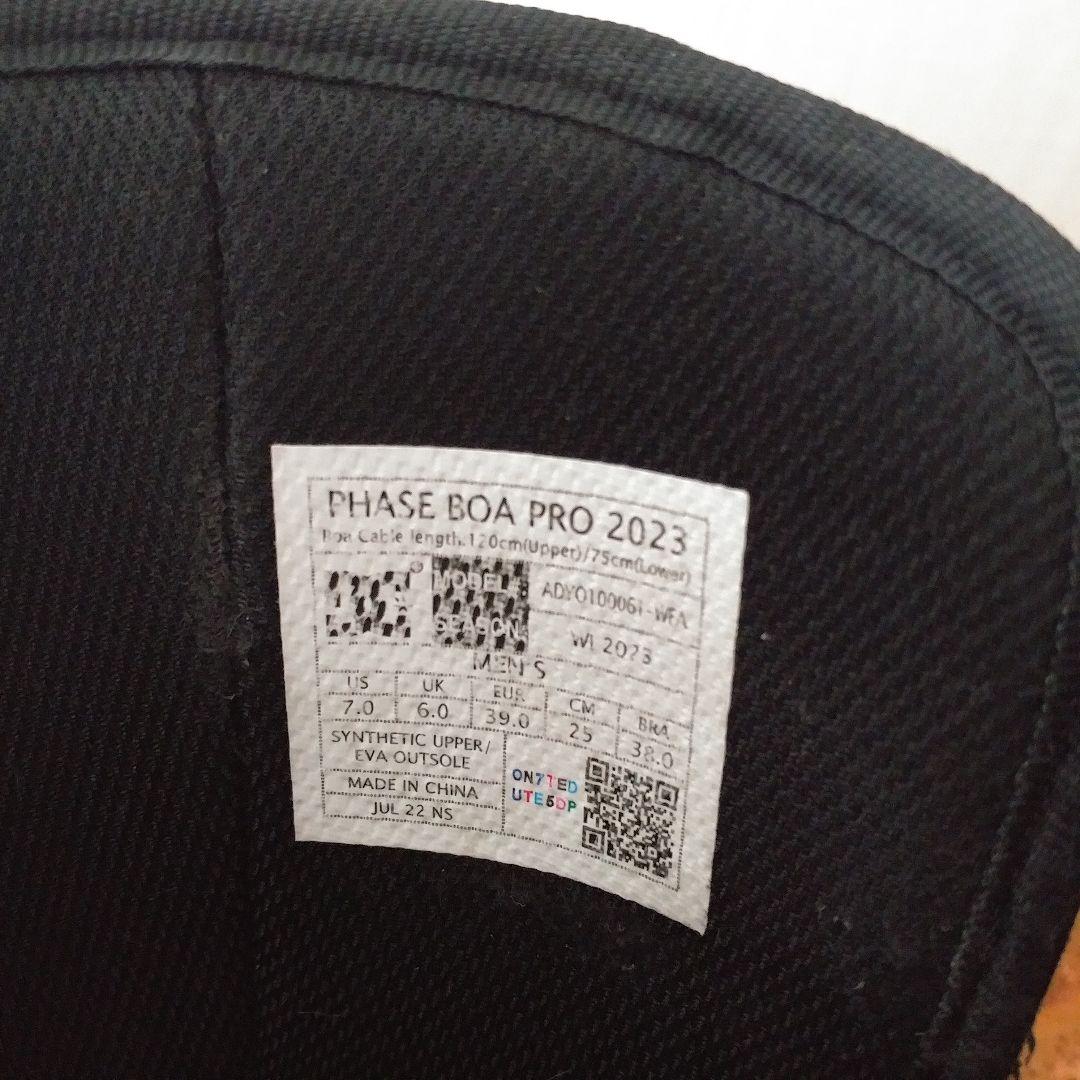 PHASE BOA PRO 2023
Boa Cable length:120cm(Upper)/75cm(Lower)
MODEL# ADYO100061-WEA
SEASON WI 2023
MEN'S
US UK EUR CM BRA
7.0 6.0 39.0 25 38.0
SYNTHETIC UPPER/
EVA OUTSOLE
MADE IN CHINA
JUL 22 NS
ON7TED
UTE5DP